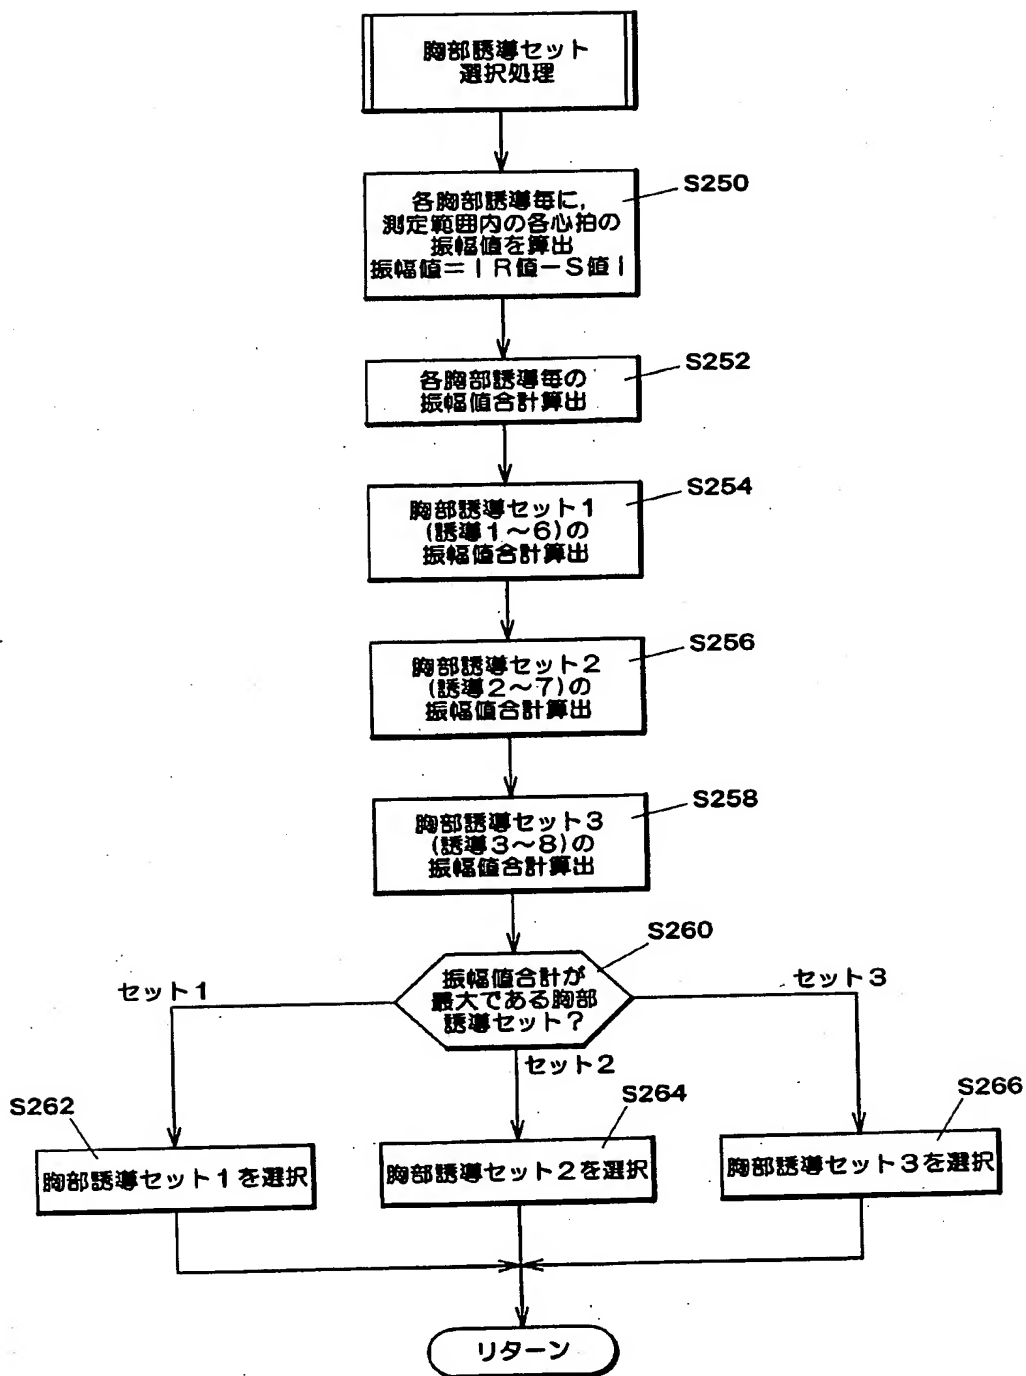 胸部誘導セット
選択処理
S250
各胸部誘導毎に,
測定範囲内の各心拍の
振幅値を算出
振幅値=|R値-S値|
S252
各胸部誘導毎の
振幅値合計算出
S254
胸部誘導セット1
(誘導1~6)の
振幅値合計算出
S256
胸部誘導セット2
(誘導2~7)の
振幅値合計算出
S258
胸部誘導セット3
(誘導3~8)の
振幅値合計算出
S260
振幅値合計が
最大である胸部
誘導セット?
セット1
セット2
セット3
S262
胸部誘導セット1を選択
S264
胸部誘導セット2を選択
S266
胸部誘導セット3を選択
リターン